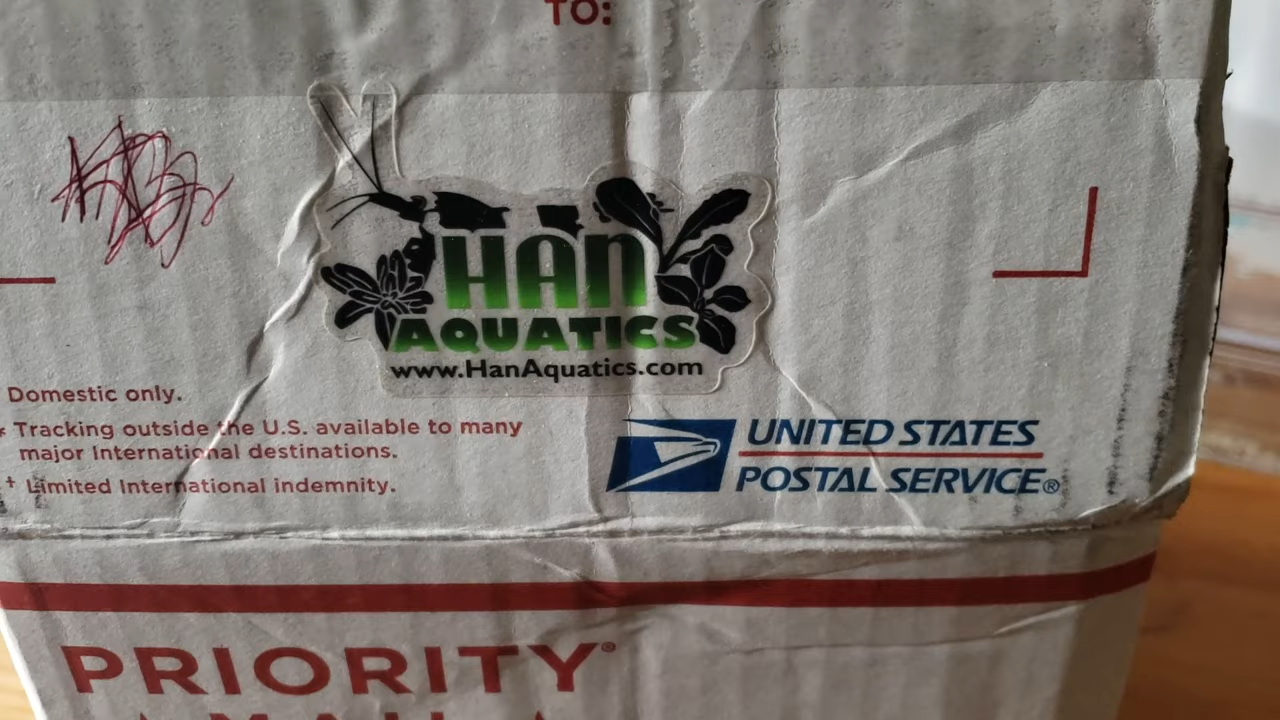 TO:
HAN
AQUATICS
www.HanAquatics.com
Domestic only.
* Tracking outside the U.S. available to many
major International destinations.
† Limited International indemnity.
UNITED STATES
POSTAL SERVICE®
PRIORITY®
MAIL